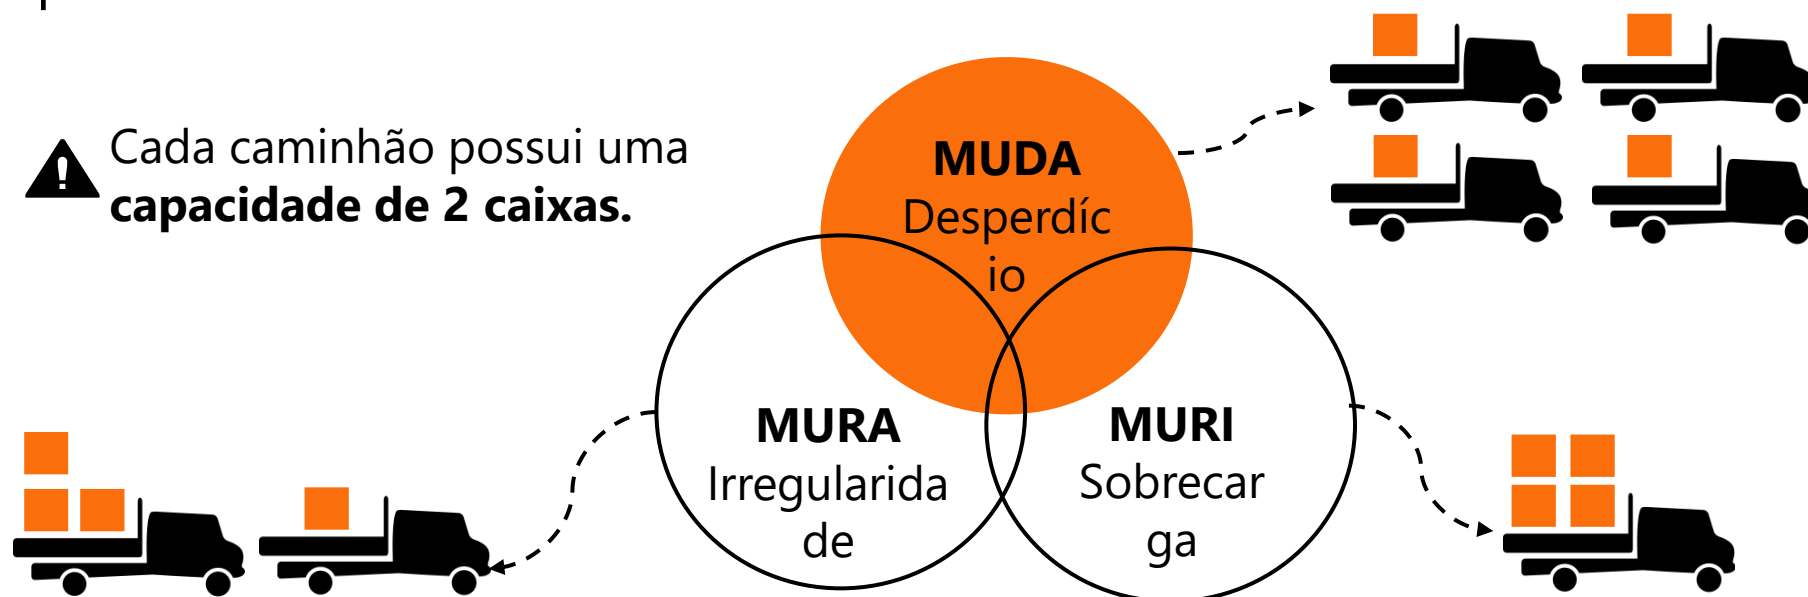 Cada caminhão possui uma
capacidade de 2 caixas.
MUDA
Desperdíc
io
MURA
Irregularida
de
MURI
Sobrecar
ga